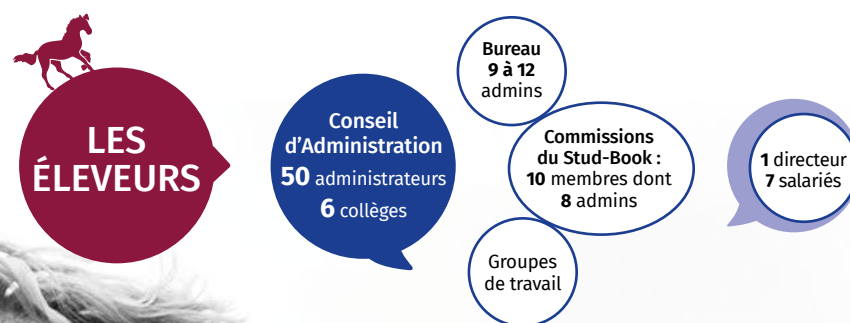 LES
ÉLEVEURS
Conseil
d'Administration
50 administrateurs
6 collèges
Bureau
9 à 12
admins
Commissions
du Stud-Book :
10 membres dont
8 admins
Groupes
de travail
1 directeur
7 salariés